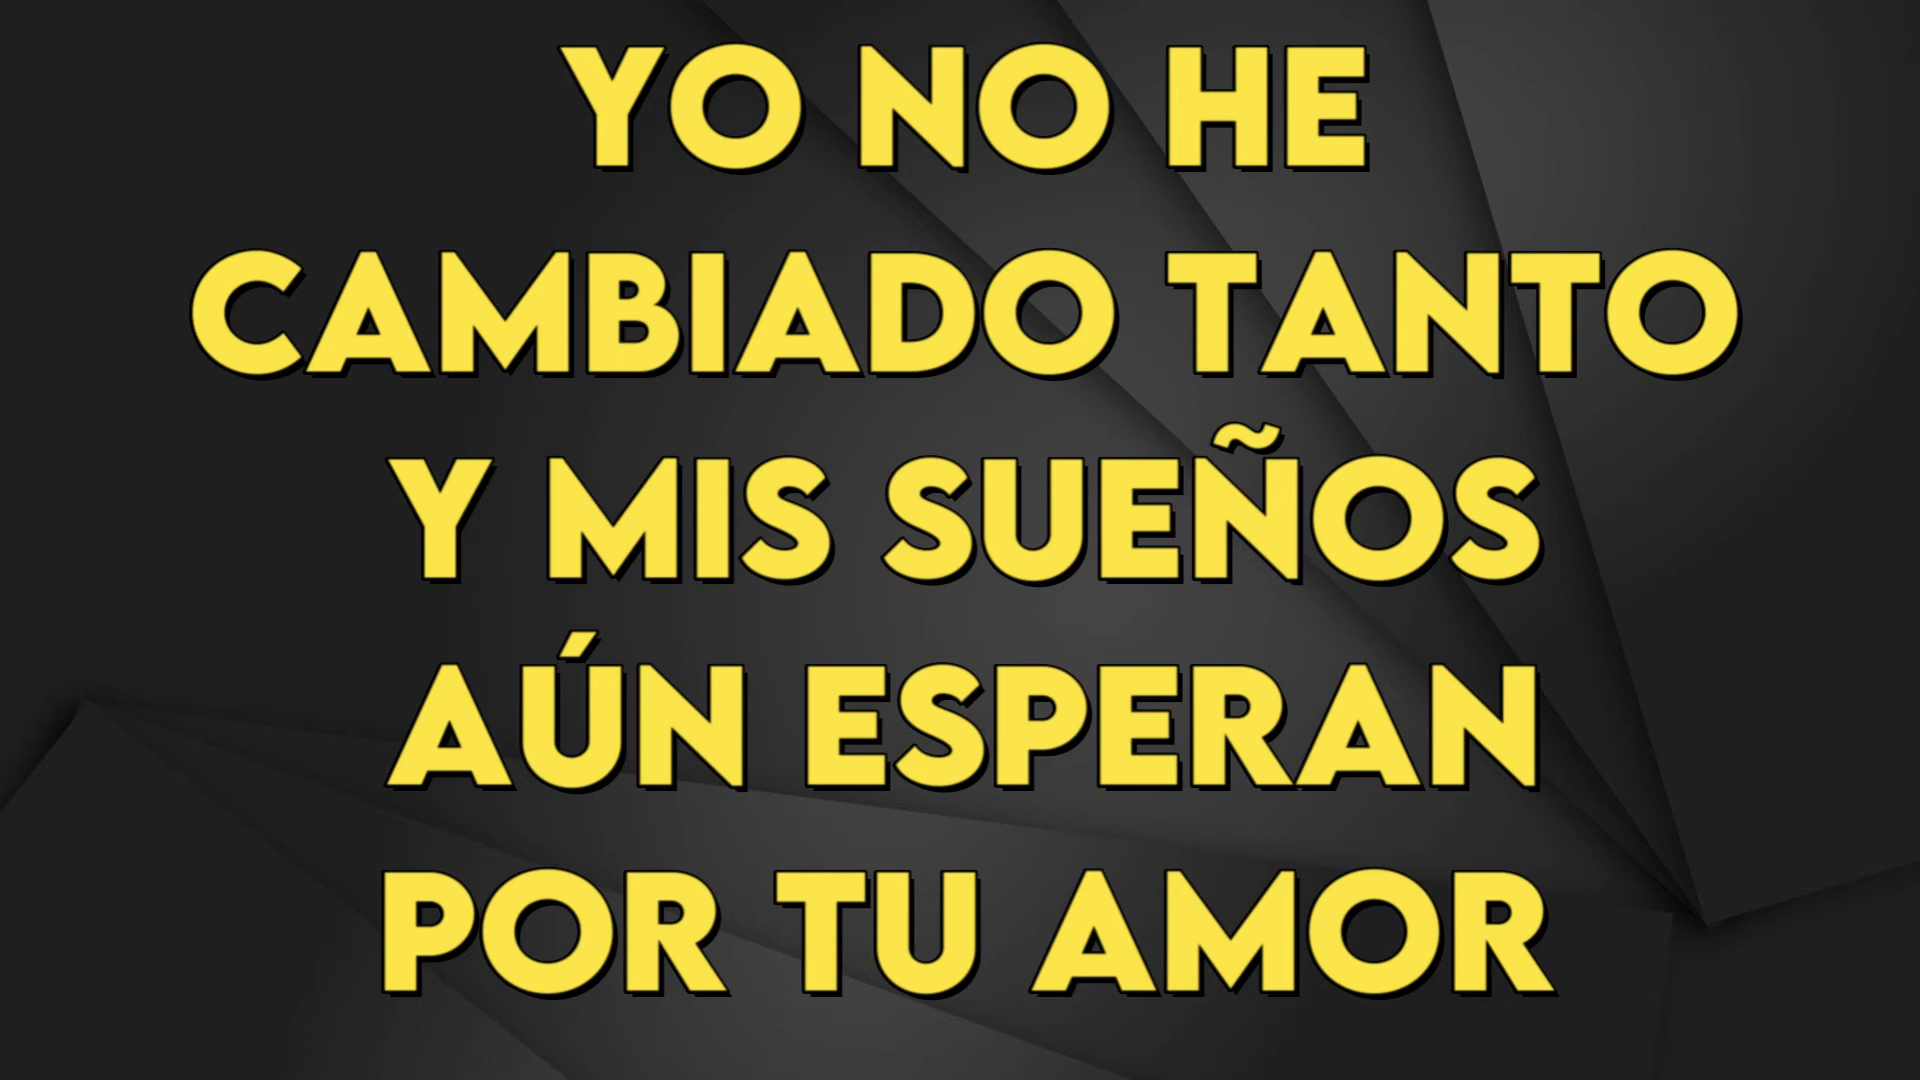 YO NO HE
CAMBIADO TANTO
Y MIS SUEÑOS
AÚN ESPERAN
POR TU AMOR